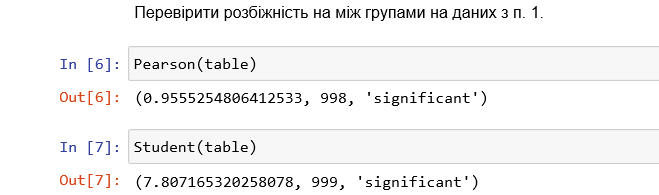 Перевірити розбіжність на між групами на даних з п. 1.
In [6]: Pearson(table)
Out[6]: (0.9555254806412533, 998, 'significant')
In [7]: Student(table)
Out[7]: (7.807165320258078, 999, 'significant')